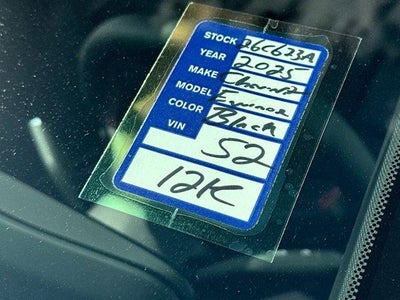 STOCK 26C623A
YEAR 2025
MAKE Chevrolet
MODEL Equinox
COLOR Black
VIN
52
12K